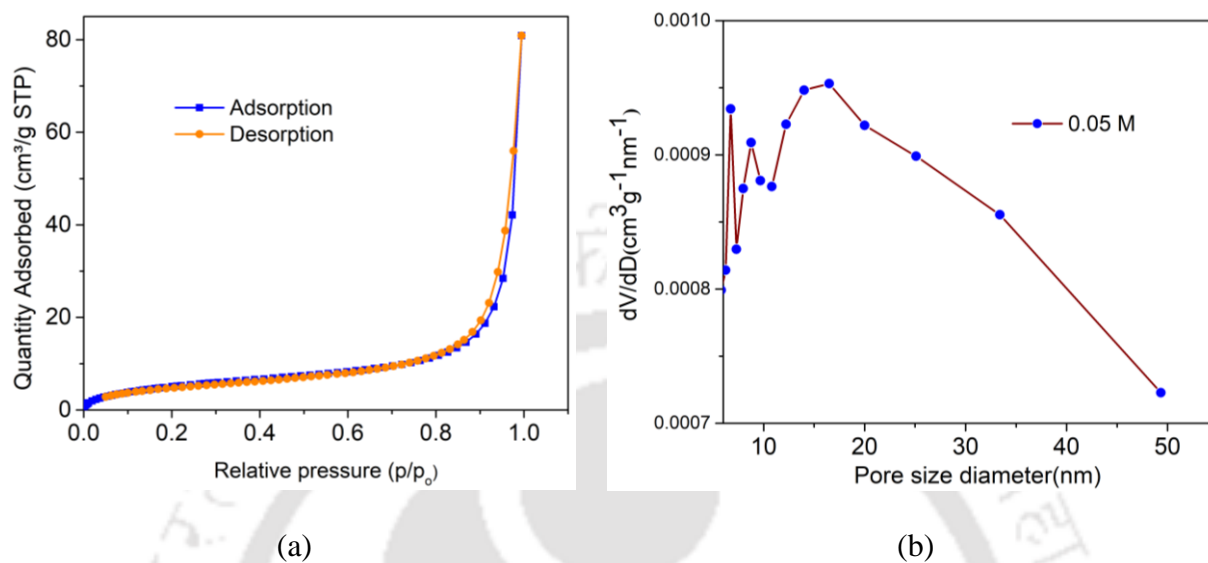 80
60
40
20
0
0.0 0.2 0.4 0.6 0.8 1.0
Quantity Adsorbed (cm³/g STP)
Relative pressure (p/pₒ)
Adsorption
Desorption
0.0010
0.0009
0.0008
0.0007
10 20 30 40 50
dV/dD(cm³g⁻¹nm⁻¹)
Pore size diameter(nm)
0.05 M
(a) (b)